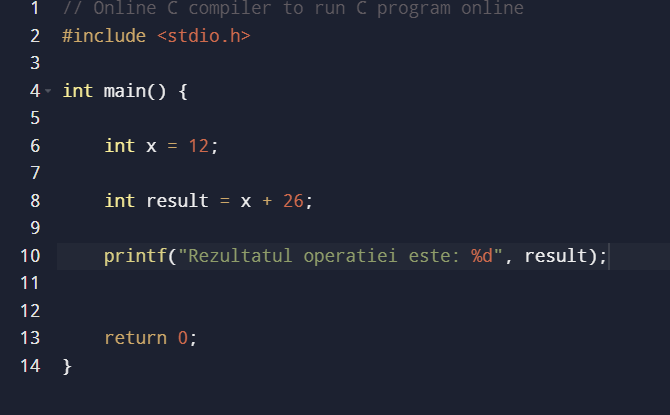 1 // Online C compiler to run C program online
2 #include <stdio.h>
3
4 int main() {
5
6 int x = 12;
7
8 int result = x + 26;
9
10 printf("Rezultatul operatiei este: %d", result);
11
12
13 return 0;
14 }